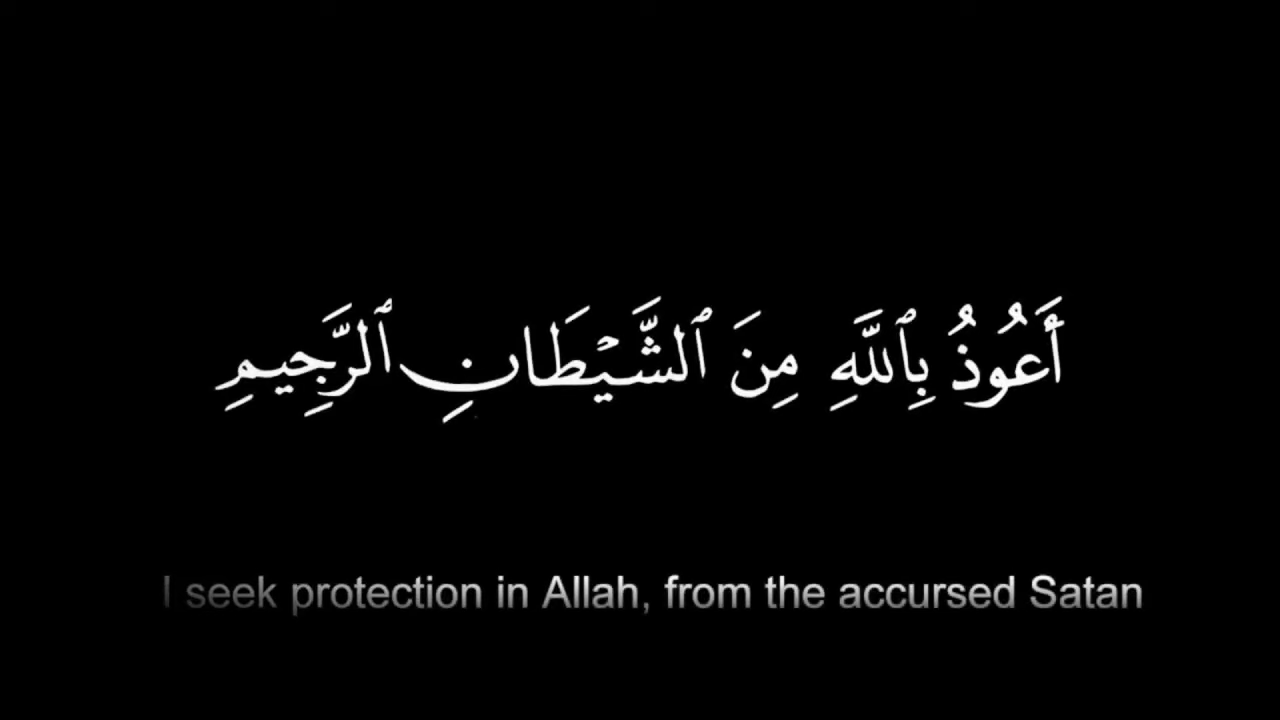 أَعُوذُ بِٱللَّهِ مِنَ ٱلشَّيْطَانِ ٱلرَّجِيمِ
I seek protection in Allah, from the accursed Satan